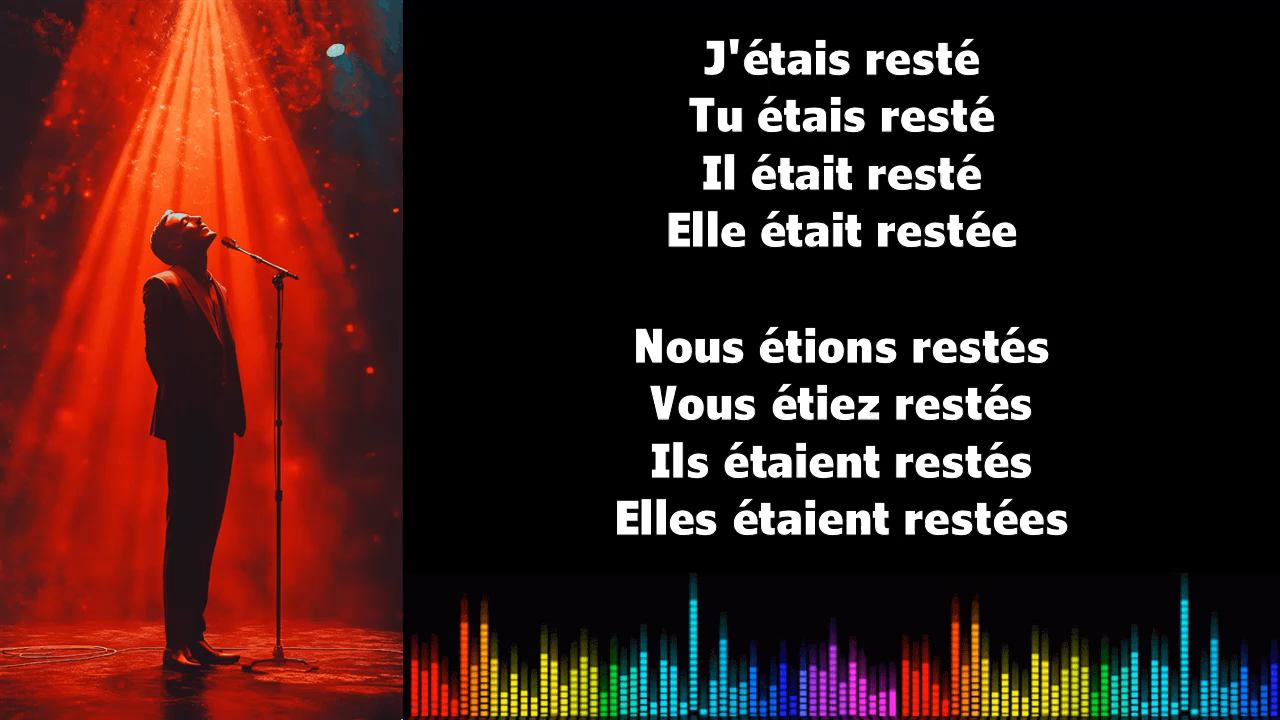 J'étais resté
Tu étais resté
Il était resté
Elle était restée
Nous étions restés
Vous étiez restés
Ils étaient restés
Elles étaient restées